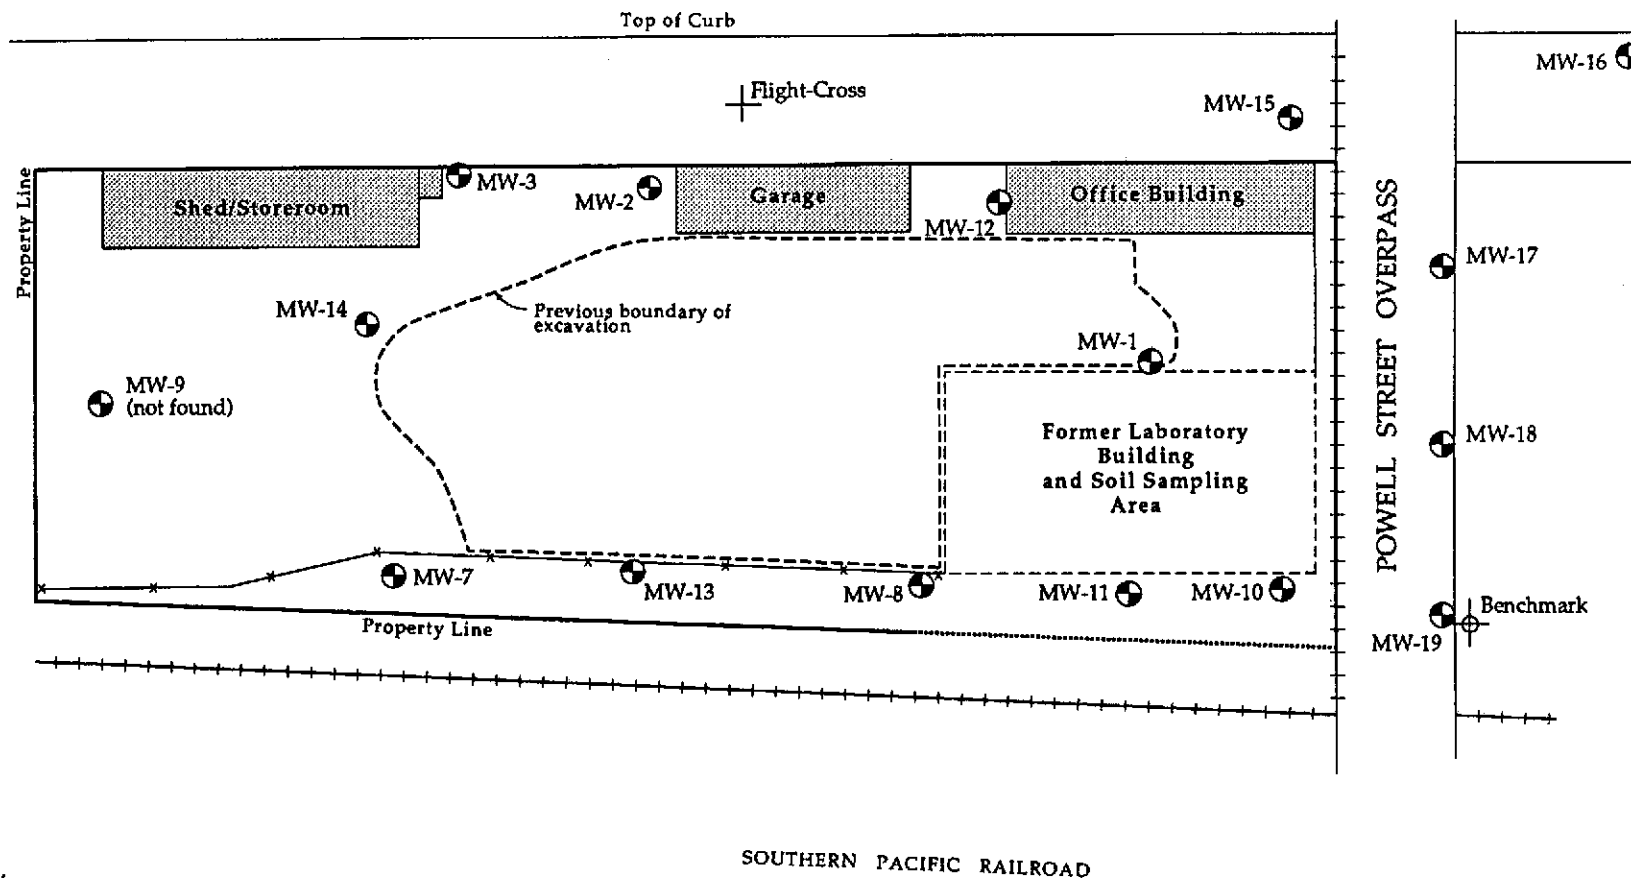 Top of Curb
MW-16
Flight-Cross
MW-15
Property Line
MW-3
MW-2
Shed/Storeroom
Garage
Office Building
MW-12
POWELL STREET OVERPASS
MW-17
MW-14
Previous boundary of
excavation
MW-1
MW-9
(not found)
Former Laboratory
Building
and Soil Sampling
Area
MW-18
MW-7
MW-13
MW-8
MW-11
MW-10
Benchmark
MW-19
Property Line
SOUTHERN PACIFIC RAILROAD